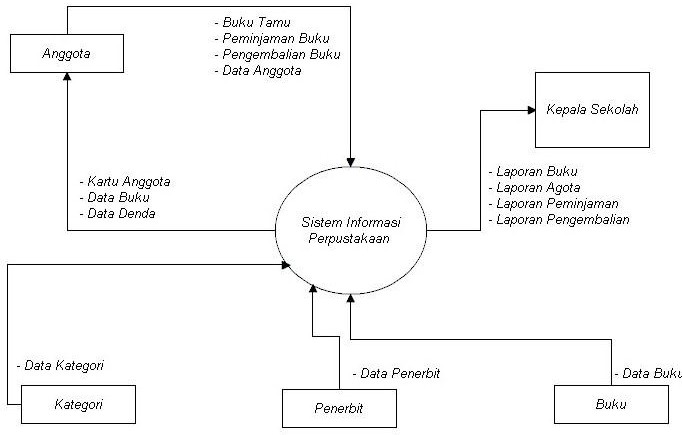 - Buku Tamu
- Peminjaman Buku
- Pengembalian Buku
- Data Anggota
Anggota
Kepala Sekolah
- Kartu Anggota
- Data Buku
- Data Denda
- Laporan Buku
- Laporan Agota
- Laporan Peminjaman
- Laporan Pengembalian
Sistem Informasi
Perpustakaan
- Data Kategori
- Data Penerbit
- Data Buku
Kategori
Penerbit
Buku